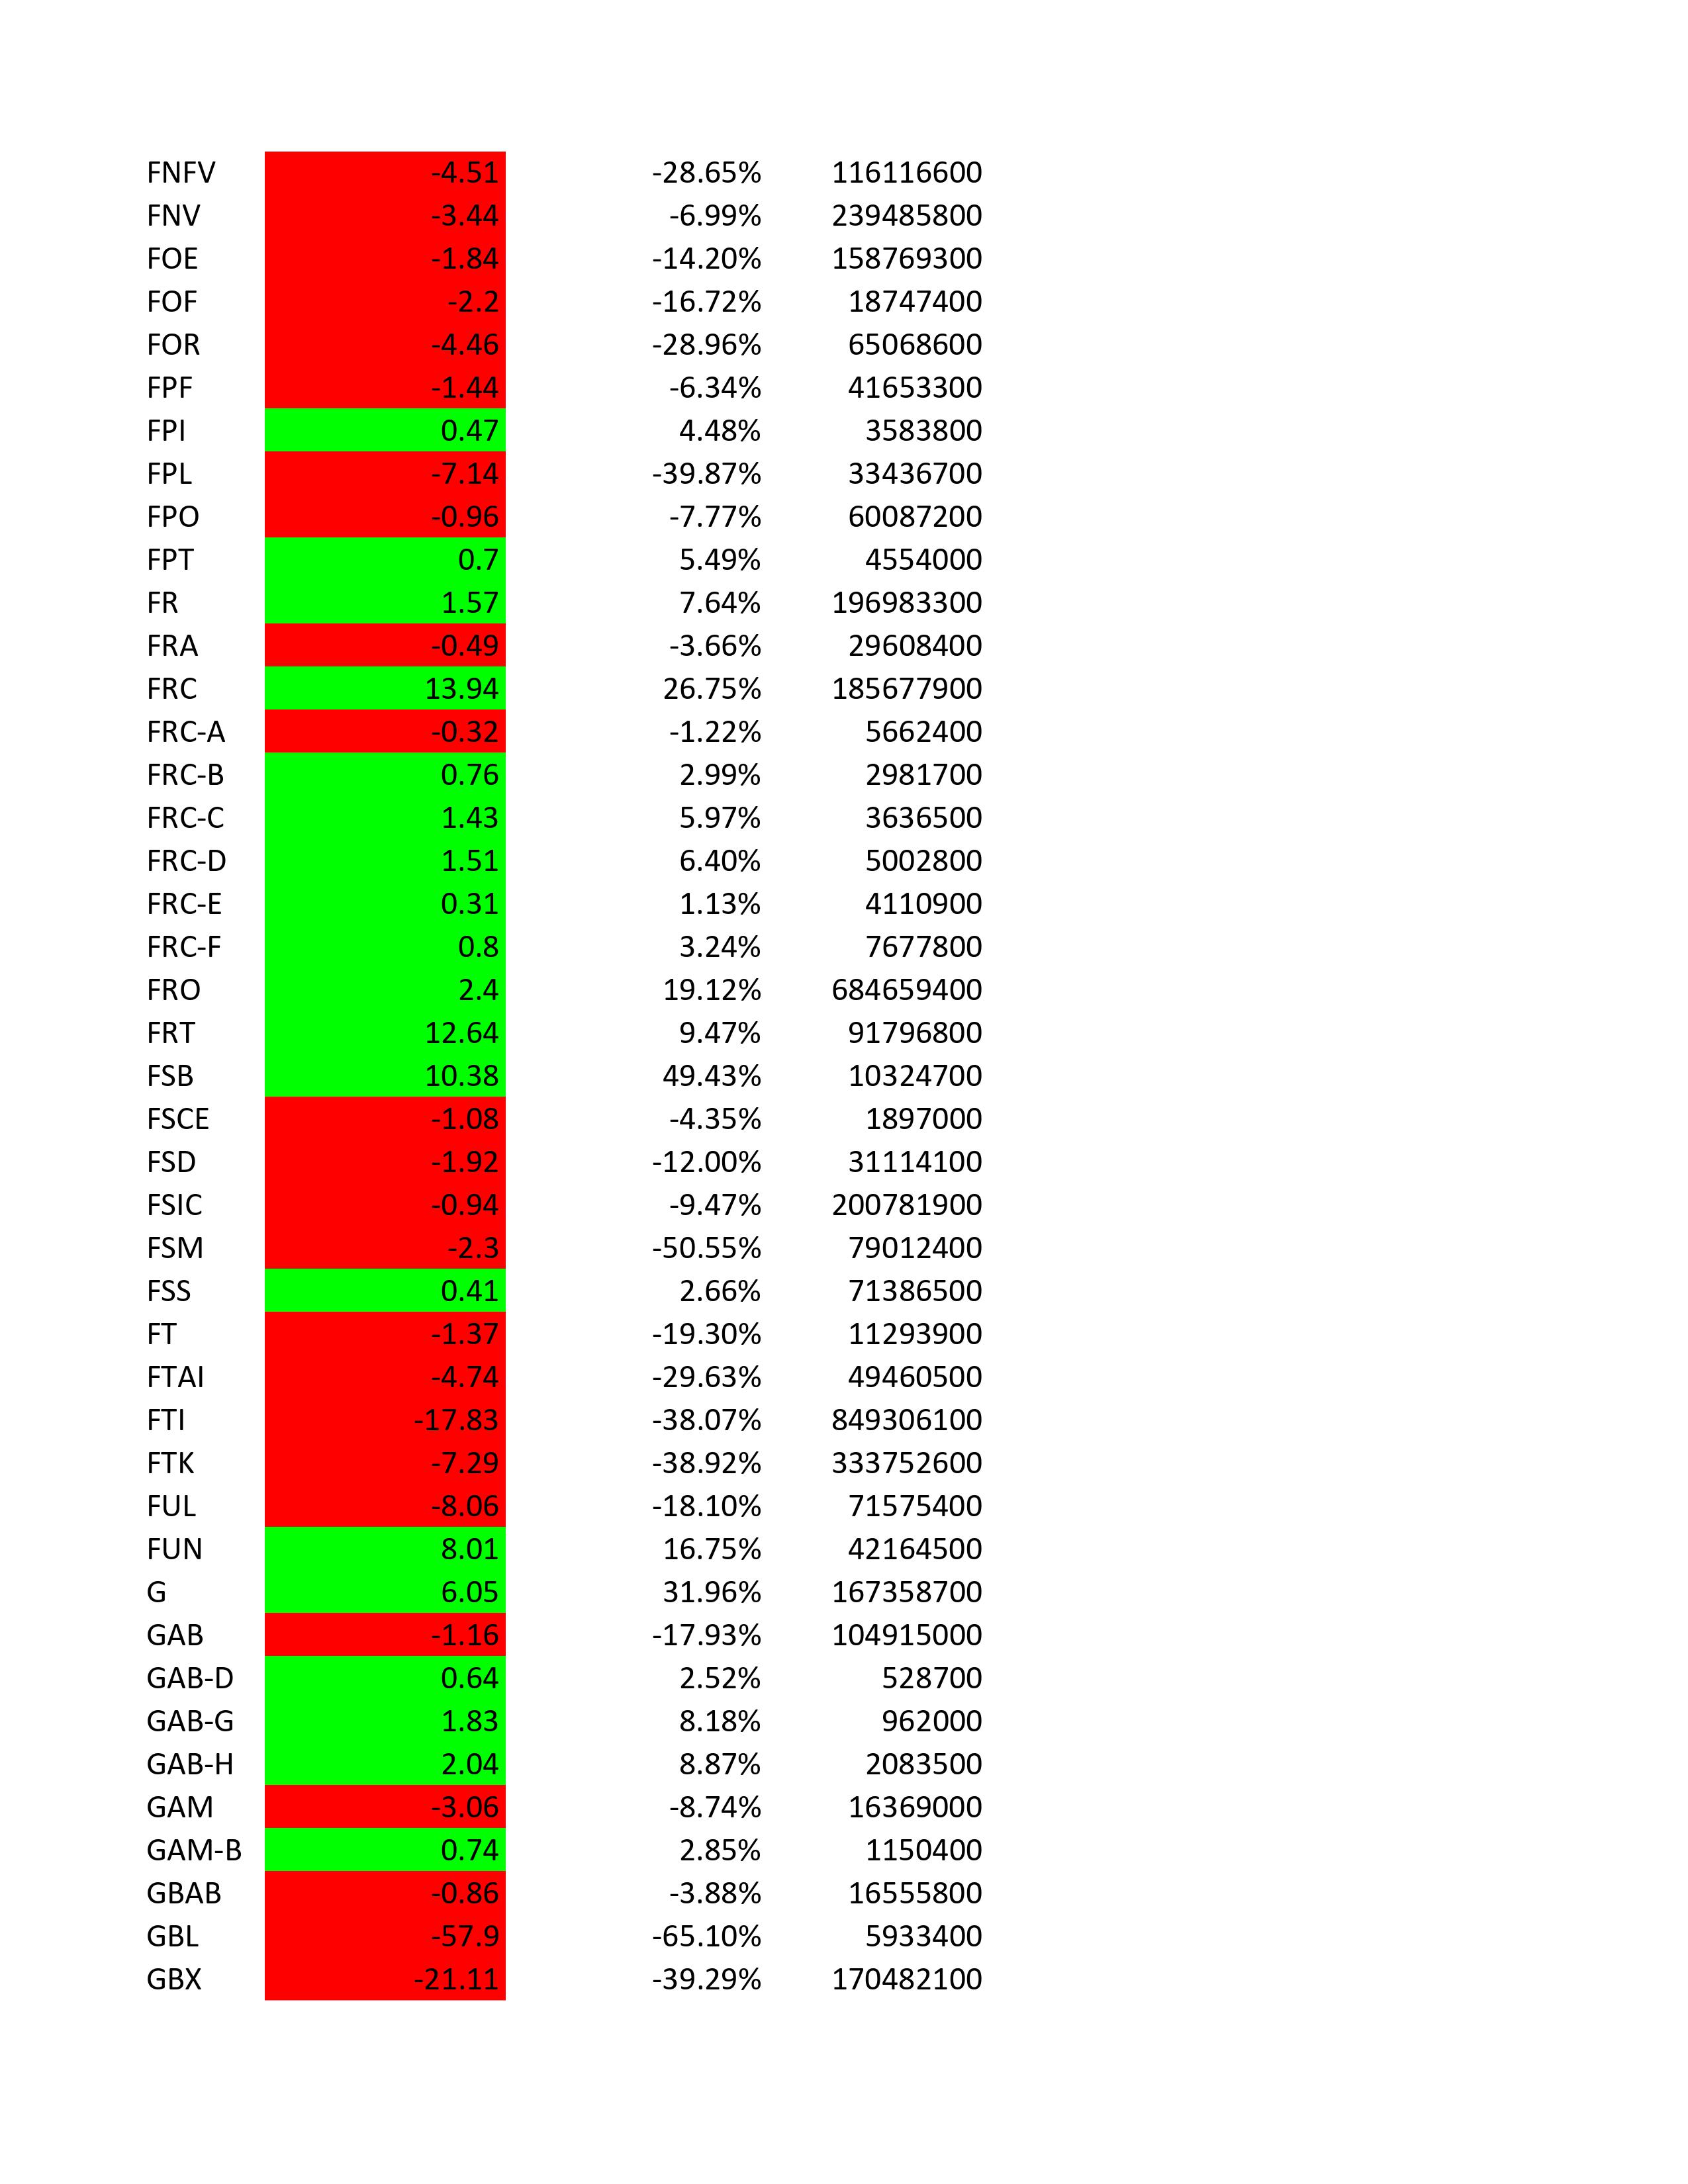 FNFV -4.51 -28.65% 116116600
FNV -3.44 -6.99% 239485800
FOE -1.84 -14.20% 158769300
FOF -2.2 -16.72% 18747400
FOR -4.46 -28.96% 65068600
FPF -1.44 -6.34% 41653300
FPI 0.47 4.48% 3583800
FPL -7.14 -39.87% 33436700
FPO -0.96 -7.77% 60087200
FPT 0.7 5.49% 4554000
FR 1.57 7.64% 196983300
FRA -0.49 -3.66% 29608400
FRC 13.94 26.75% 185677900
FRC-A -0.32 -1.22% 5662400
FRC-B 0.76 2.99% 2981700
FRC-C 1.43 5.97% 3636500
FRC-D 1.51 6.40% 5002800
FRC-E 0.31 1.13% 4110900
FRC-F 0.8 3.24% 7677800
FRO 2.4 19.12% 684659400
FRT 12.64 9.47% 91796800
FSB 10.38 49.43% 10324700
FSCE -1.08 -4.35% 1897000
FSD -1.92 -12.00% 31114100
FSIC -0.94 -9.47% 200781900
FSM -2.3 -50.55% 79012400
FSS 0.41 2.66% 71386500
FT -1.37 -19.30% 11293900
FTAI -4.74 -29.63% 49460500
FTI -17.83 -38.07% 849306100
FTK -7.29 -38.92% 333752600
FUL -8.06 -18.10% 71575400
FUN 8.01 16.75% 42164500
G 6.05 31.96% 167358700
GAB -1.16 -17.93% 104915000
GAB-D 0.64 2.52% 528700
GAB-G 1.83 8.18% 962000
GAB-H 2.04 8.87% 2083500
GAM -3.06 -8.74% 16369000
GAM-B 0.74 2.85% 1150400
GBAB -0.86 -3.88% 16555800
GBL -57.9 -65.10% 5933400
GBX -21.11 -39.29% 170482100